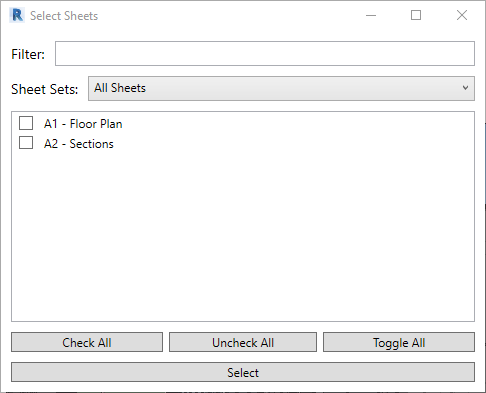 Select Sheets
Filter:
Sheet Sets: All Sheets
A1 - Floor Plan
A2 - Sections
Check All Uncheck All Toggle All
Select